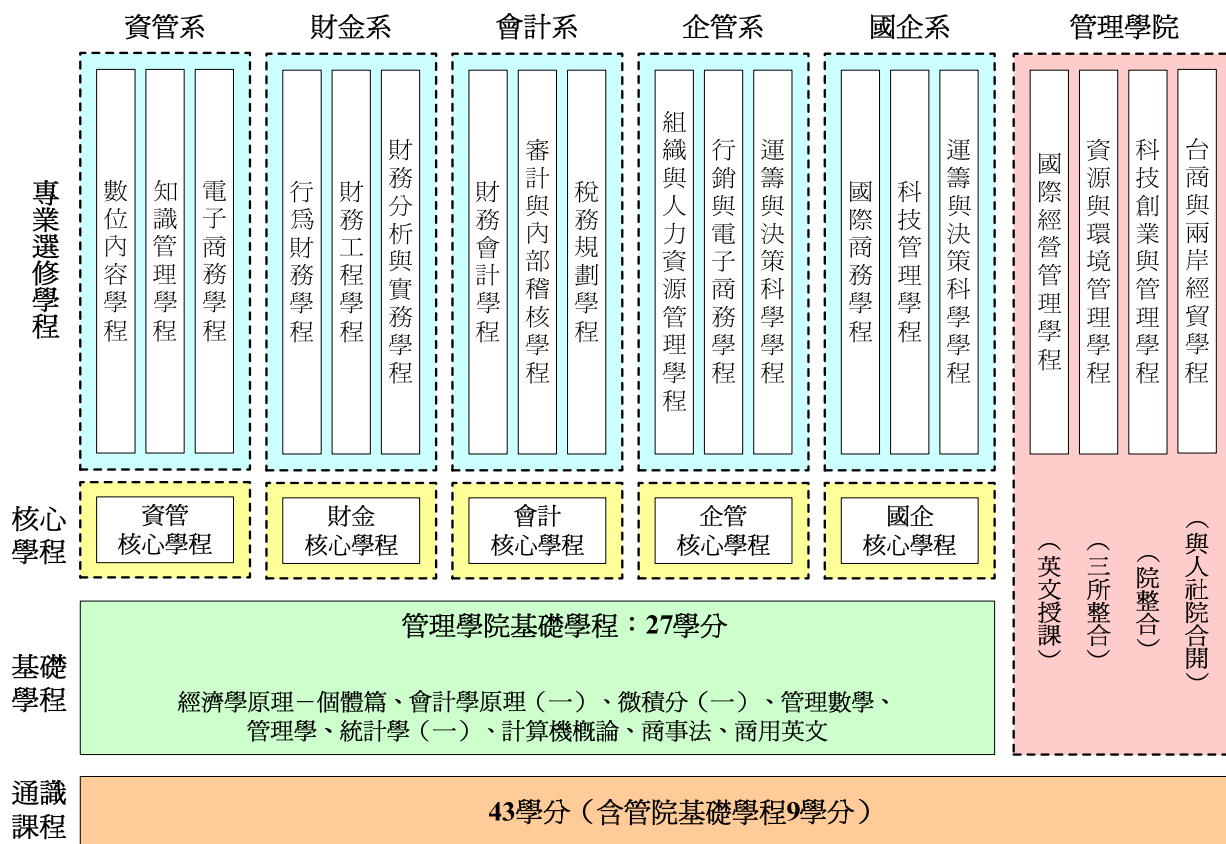 資管系
財金系
會計系
企管系
國企系
管理學院
專業選修學程
數位內容學程
知識管理學程
電子商務學程
行為財務學程
財務工程學程
財務分析與實務學程
財務會計學程
審計與內部稽核學程
稅務規劃學程
組織與人力資源管理學程
行銷與電子商務學程
運籌與決策科學學程
國際商務學程
科技管理學程
運籌與決策科學學程
國際經營管理學程
資源與環境管理學程
科技創業與管理學程
台商與兩岸經貿學程
核心
學程
資管
核心學程
財金
核心學程
會計
核心學程
企管
核心學程
國企
核心學程
（英文授課）
（三所整合）
（院整合）
（與人社院合開）
基礎
學程
管理學院基礎學程：27學分
經濟學原理－個體篇、會計學原理（一）、微積分（一）、管理數學、
管理學、統計學（一）、計算機概論、商事法、商用英文
通識
課程
43學分（含管院基礎學程9學分）